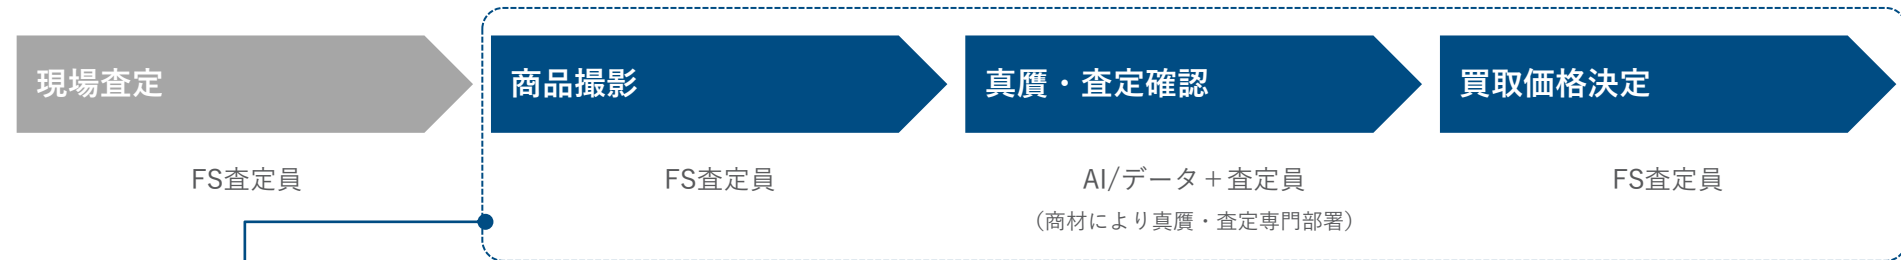 現場査定
商品撮影
真贋・査定確認
買取価格決定
FS査定員
FS査定員
AI/データ＋査定員
（商材により真贋・査定専門部署）
FS査定員